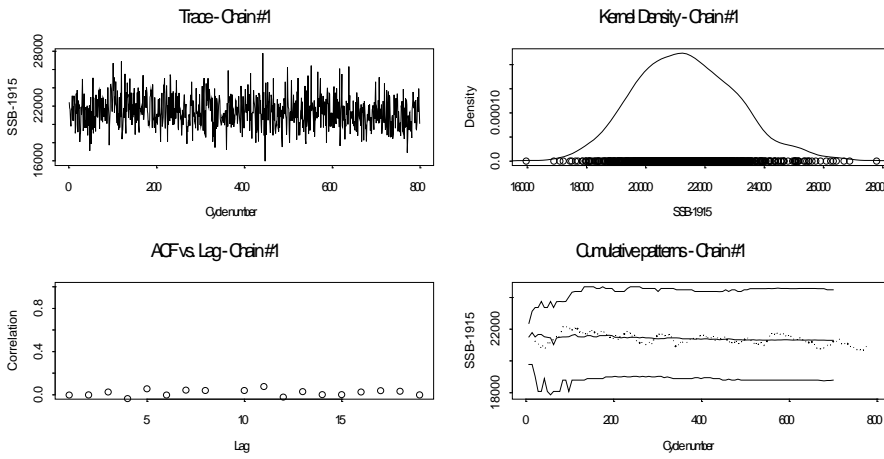 Trace - Chain #1
SSB-1915
28000
22000
16000
0 200 400 600 800
Cycle number
Kernel Density - Chain #1
Density
0.00010
0.0
16000 18000 20000 22000 24000 26000 28000
SSB-1915
ACF vs. Lag - Chain #1
Correlation
0.8
0.4
0.0
5 10 15
Lag
Cumulative patterns - Chain #1
SSB-1915
22000
18000
0 200 400 600 800
Cycle number